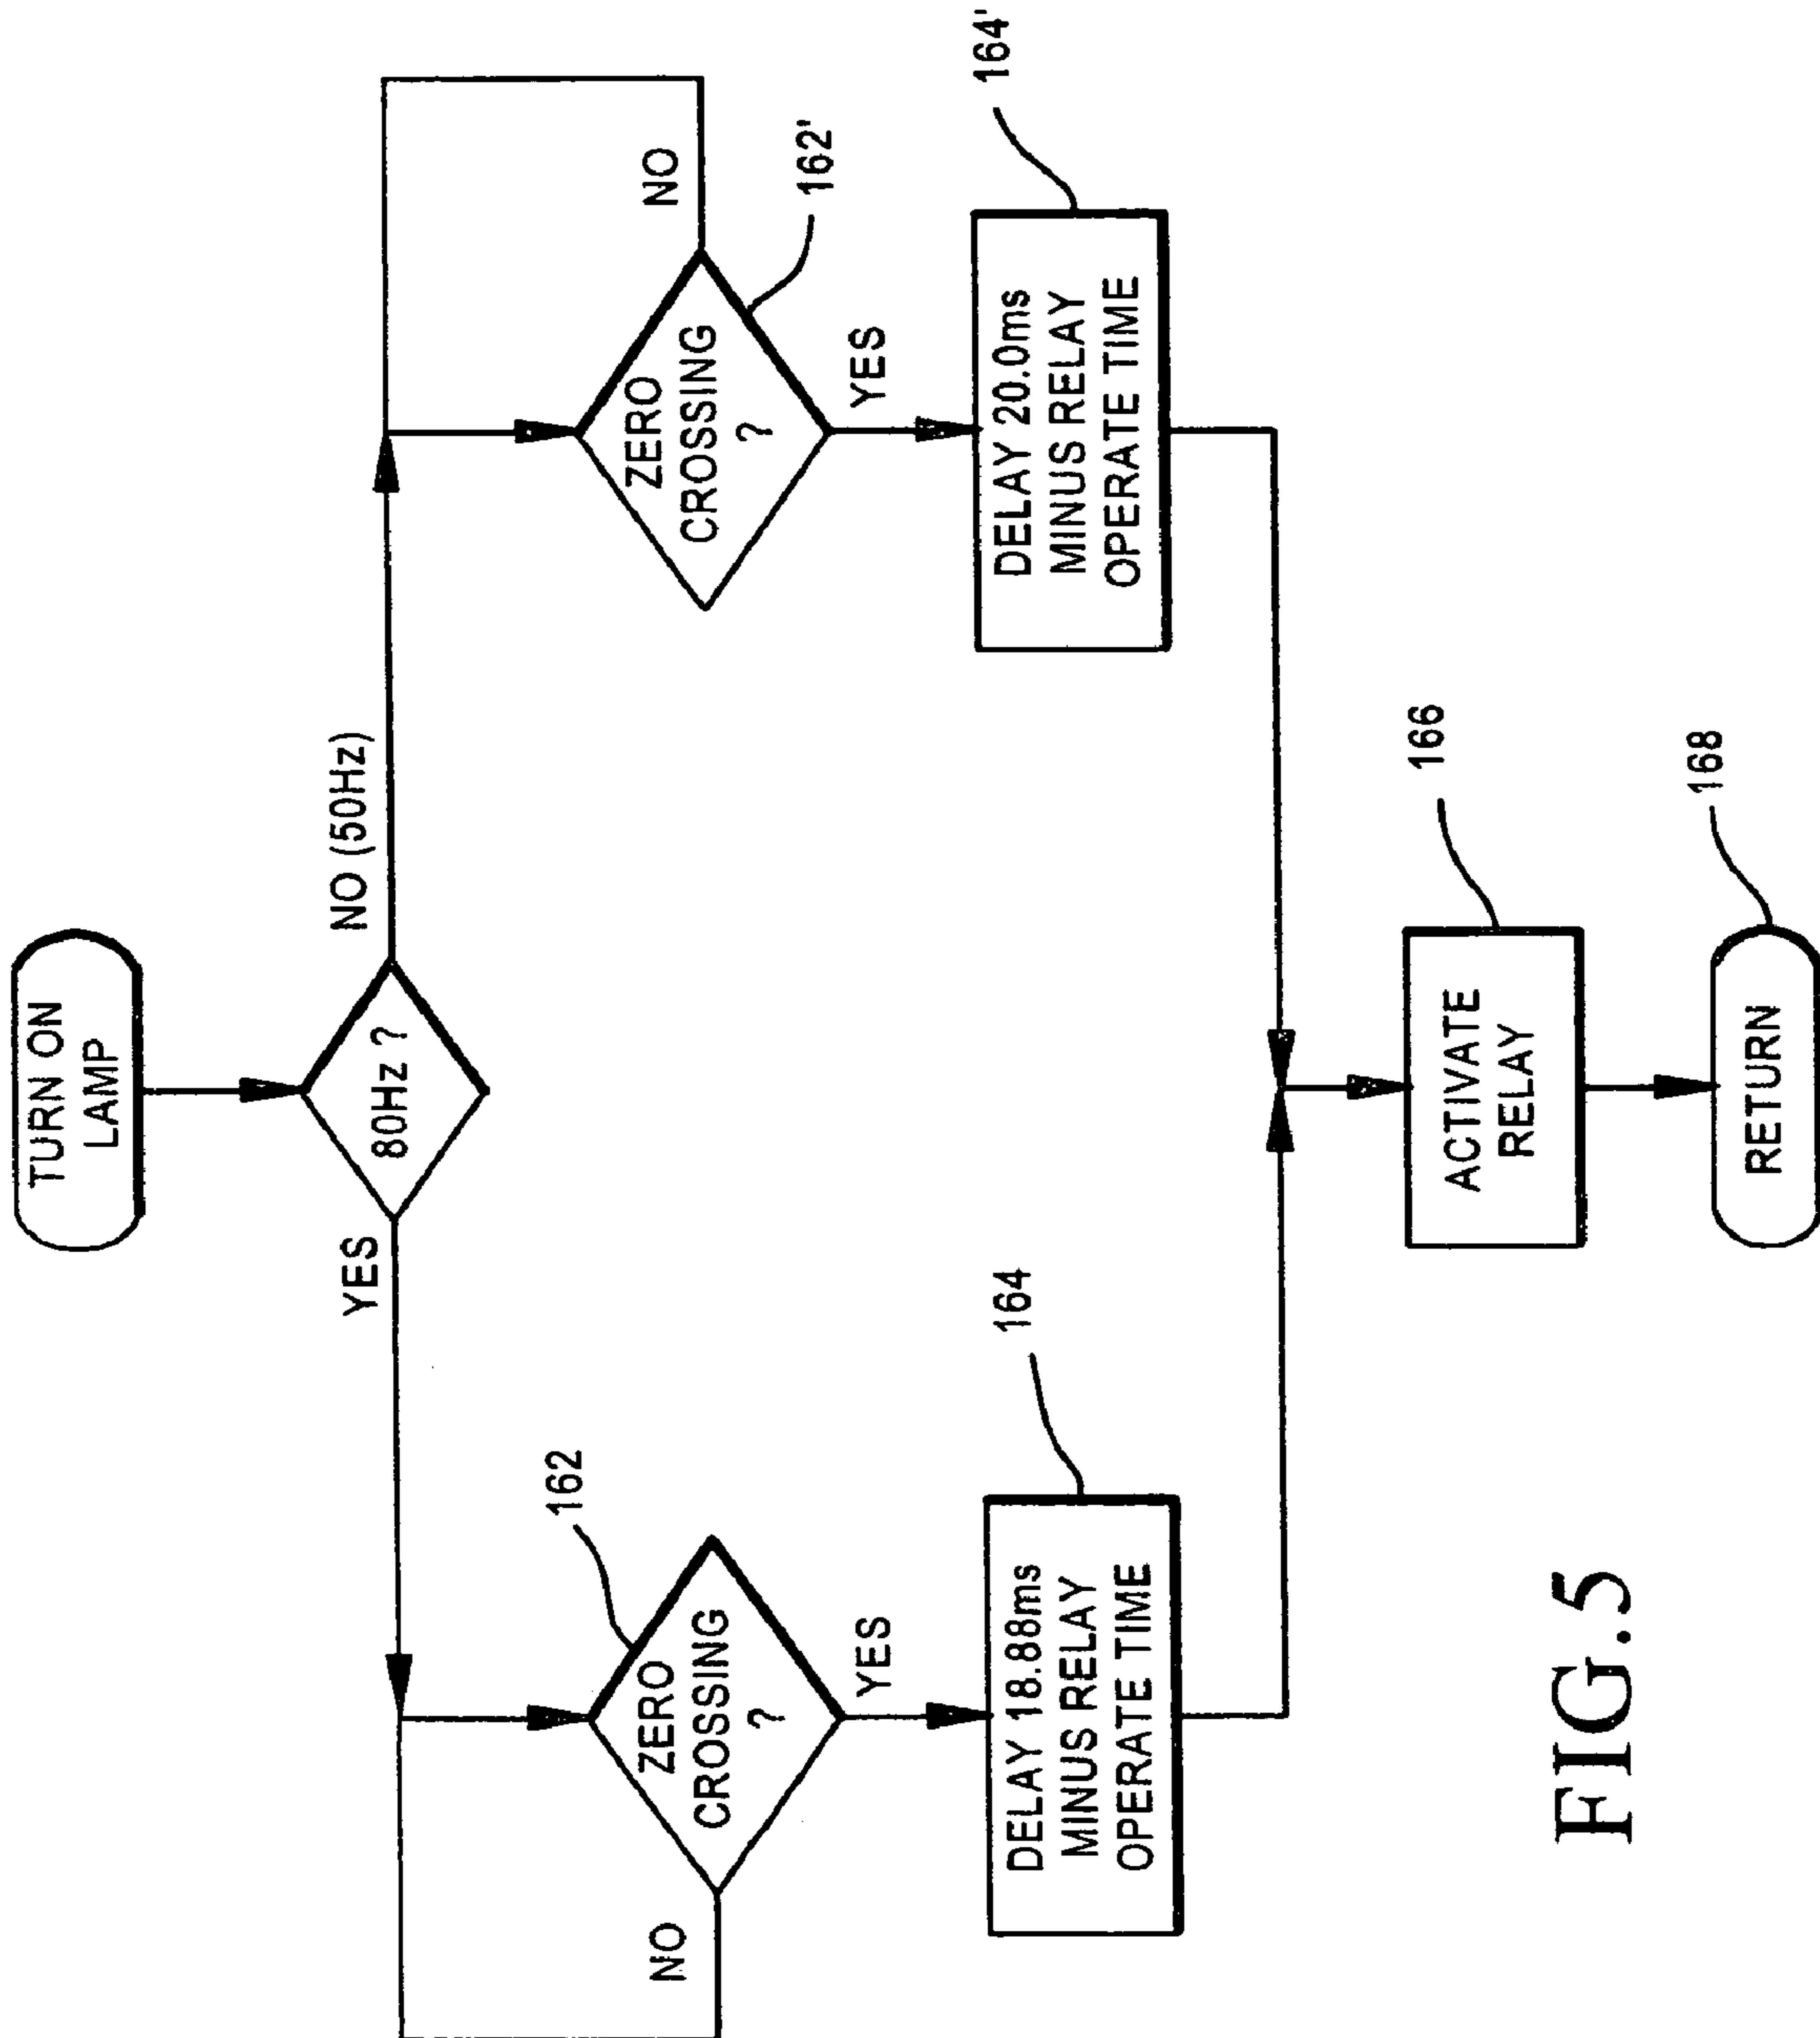 TURN ON
LAMP
80Hz ?
YES
NO (50Hz)
162
ZERO
CROSSING
?
NO
YES
ZERO
CROSSING
?
NO
162'
YES
164
DELAY 18.88ms
MINUS RELAY
OPERATE TIME
164'
DELAY 20.0ms
MINUS RELAY
OPERATE TIME
ACTIVATE
RELAY
166
RETURN
168
FIG.5